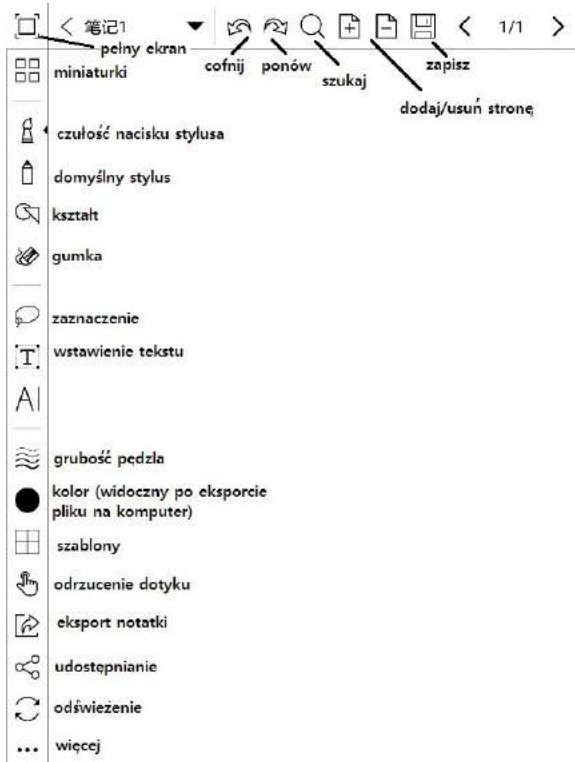 笔记1
1/1
pełny ekran
cofnij
ponów
szukaj
zapisz
dodaj/usuń stronę
miniaturki
czułość nacisku stylusa
domyślny stylus
kształt
gumka
zaznaczenie
T
wstawienie tekstu
A
grubość pędzla
kolor (widoczny po eksporcie
pliku na komputer)
szablony
odrzucenie dotyku
eksport notatki
udostępnianie
odświeżenie
więcej